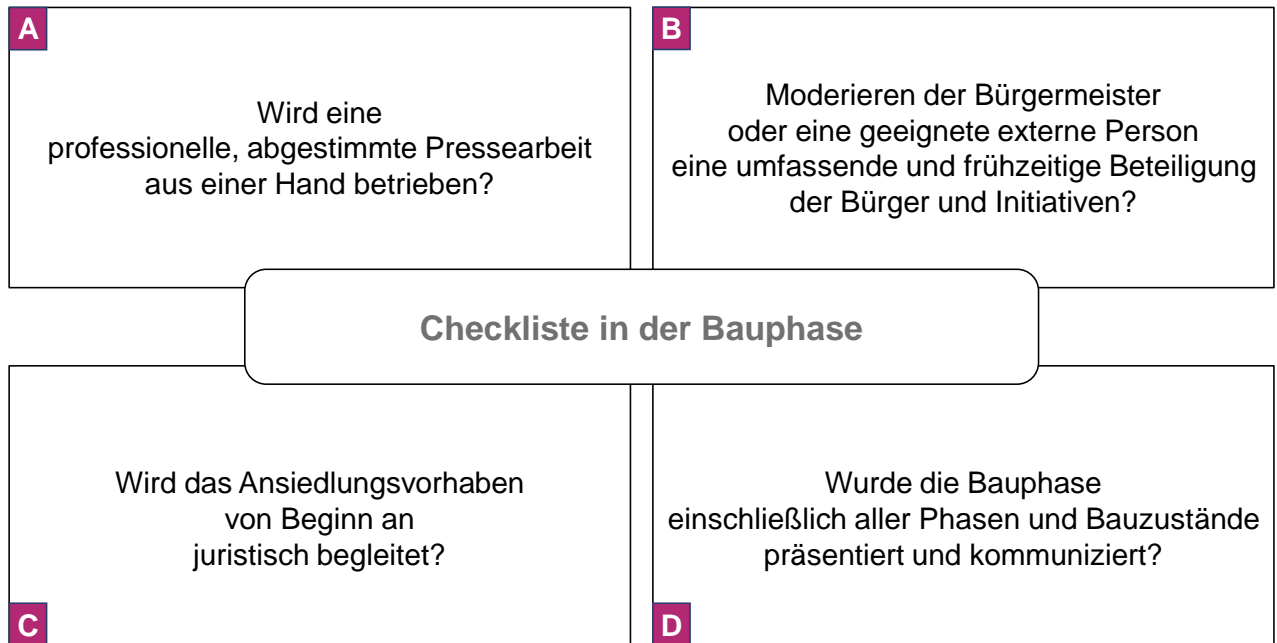 A
Wird eine
professionelle, abgestimmte Pressearbeit
aus einer Hand betrieben?
B
Moderieren der Bürgermeister
oder eine geeignete externe Person
eine umfassende und frühzeitige Beteiligung
der Bürger und Initiativen?
Checkliste in der Bauphase
Wird das Ansiedlungsvorhaben
von Beginn an
juristisch begleitet?
C
Wurde die Bauphase
einschließlich aller Phasen und Bauzustände
präsentiert und kommuniziert?
D